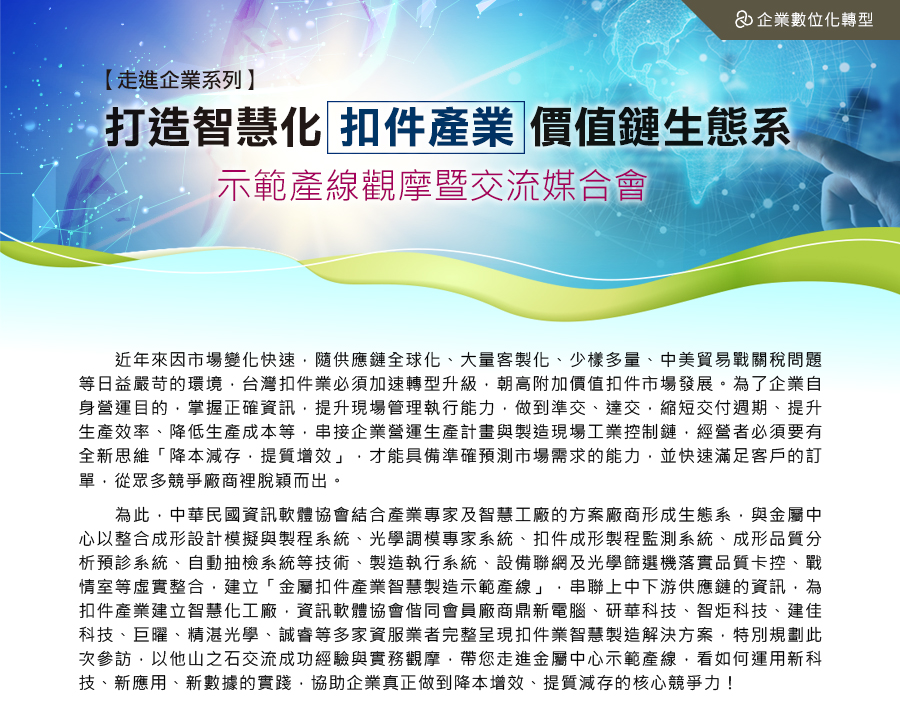 企業數位化轉型
【走進企業系列】
打造智慧化 扣件產業 價值鏈生態系
示範產線觀摩暨交流媒合會
近年來因市場變化快速，隨供應鏈全球化、大量客製化、少樣多量、中美貿易戰關稅問題
等日益嚴苛的環境，台灣扣件業必須加速轉型升級，朝高附加價值扣件市場發展。為了企業自
身營運目的，掌握正確資訊，提升現場管理執行能力，做到準交、達交，縮短交付週期、提升
生產效率、降低生產成本等，串接企業營運生產計畫與製造現場工業控制鏈，經營者必須要有
全新思維「降本減存，提質增效」，才能具備準確預測市場需求的能力，並快速滿足客戶的訂
單，從眾多競爭廠商裡脫穎而出。
為此，中華民國資訊軟體協會結合產業專家及智慧工廠的方案廠商形成生態系，與金屬中
心以整合成形設計模擬與製程系統、光學調模專家系統、扣件成形製程監測系統、成形品質分
析預診系統、自動抽檢系統等技術、製造執行系統、設備聯網及光學篩選機落實品質卡控、戰
情室等虛實整合，建立「金屬扣件產業智慧製造示範產線」，串聯上中下游供應鏈的資訊，為
扣件產業建立智慧化工廠，資訊軟體協會偕同會員廠商鼎新電腦、研華科技、智炬科技、建佳
科技、巨曜、精湛光學、誠睿等多家資服業者完整呈現扣件業智慧製造解決方案，特別規劃此
次參訪，以他山之石交流成功經驗與實務觀摩，帶您走進金屬中心示範產線，看如何運用新科
技、新應用、新數據的實踐，協助企業真正做到降本增效、提質減存的核心競爭力！